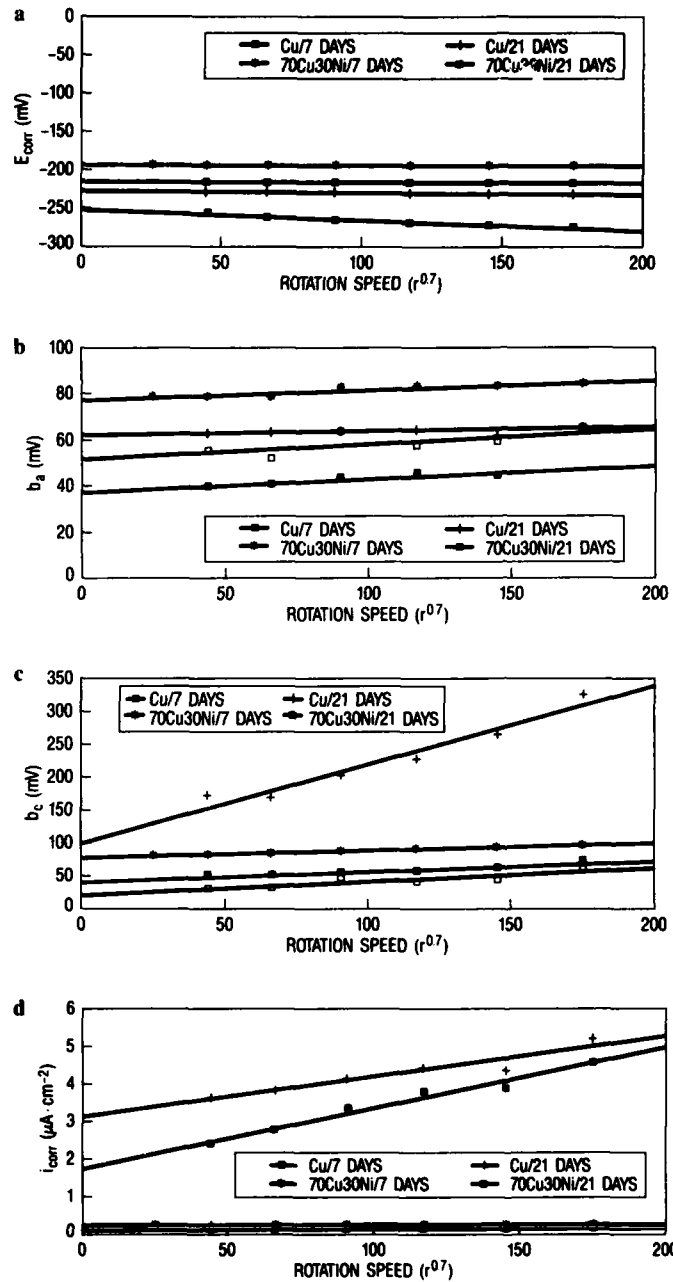 a
0
-50
-100
-150
-200
-250
-300
E_corr (mV)
Cu/7 DAYS
Cu/21 DAYS
70Cu30Ni/7 DAYS
70Cu30Ni/21 DAYS
0 50 100 150 200
ROTATION SPEED (r^0.7)
b
100
80
60
40
20
0
b_a (mV)
Cu/7 DAYS
Cu/21 DAYS
70Cu30Ni/7 DAYS
70Cu30Ni/21 DAYS
0 50 100 150 200
ROTATION SPEED (r^0.7)
c
350
300
250
200
150
100
50
0
b_c (mV)
Cu/7 DAYS
Cu/21 DAYS
70Cu30Ni/7 DAYS
70Cu30Ni/21 DAYS
0 50 100 150 200
ROTATION SPEED (r^0.7)
d
6
5
4
3
2
1
0
i_corr (μA·cm^-2)
Cu/7 DAYS
Cu/21 DAYS
70Cu30Ni/7 DAYS
70Cu30Ni/21 DAYS
0 50 100 150 200
ROTATION SPEED (r^0.7)